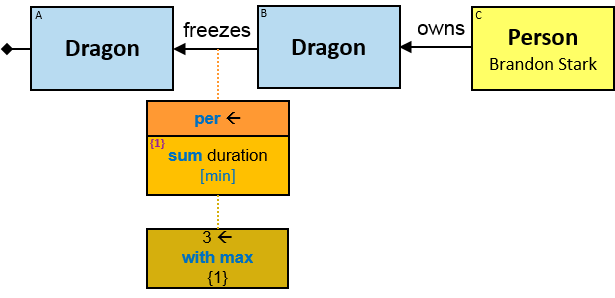 A
Dragon
freezes
B
Dragon
owns
C
Person
Brandon Stark
per ←
{1}
sum duration
[min]
3 ←
with max
{1}